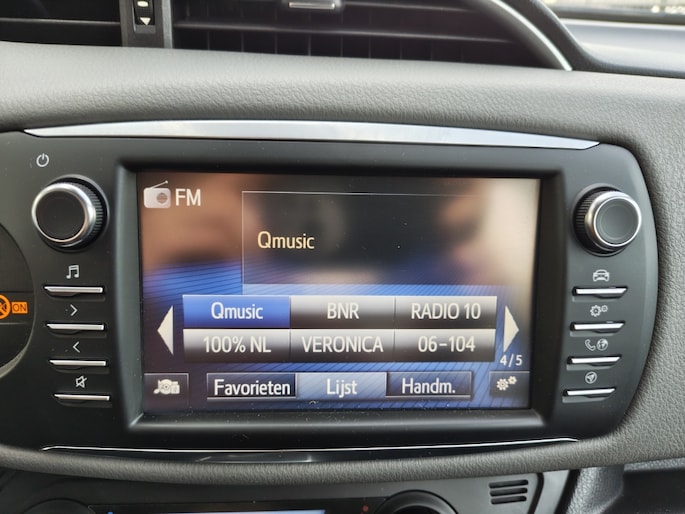 FM
Qmusic
Qmusic BNR RADIO 10
100% NL VERONICA 06-104
4/5
Favorieten Lijst Handm.
ON